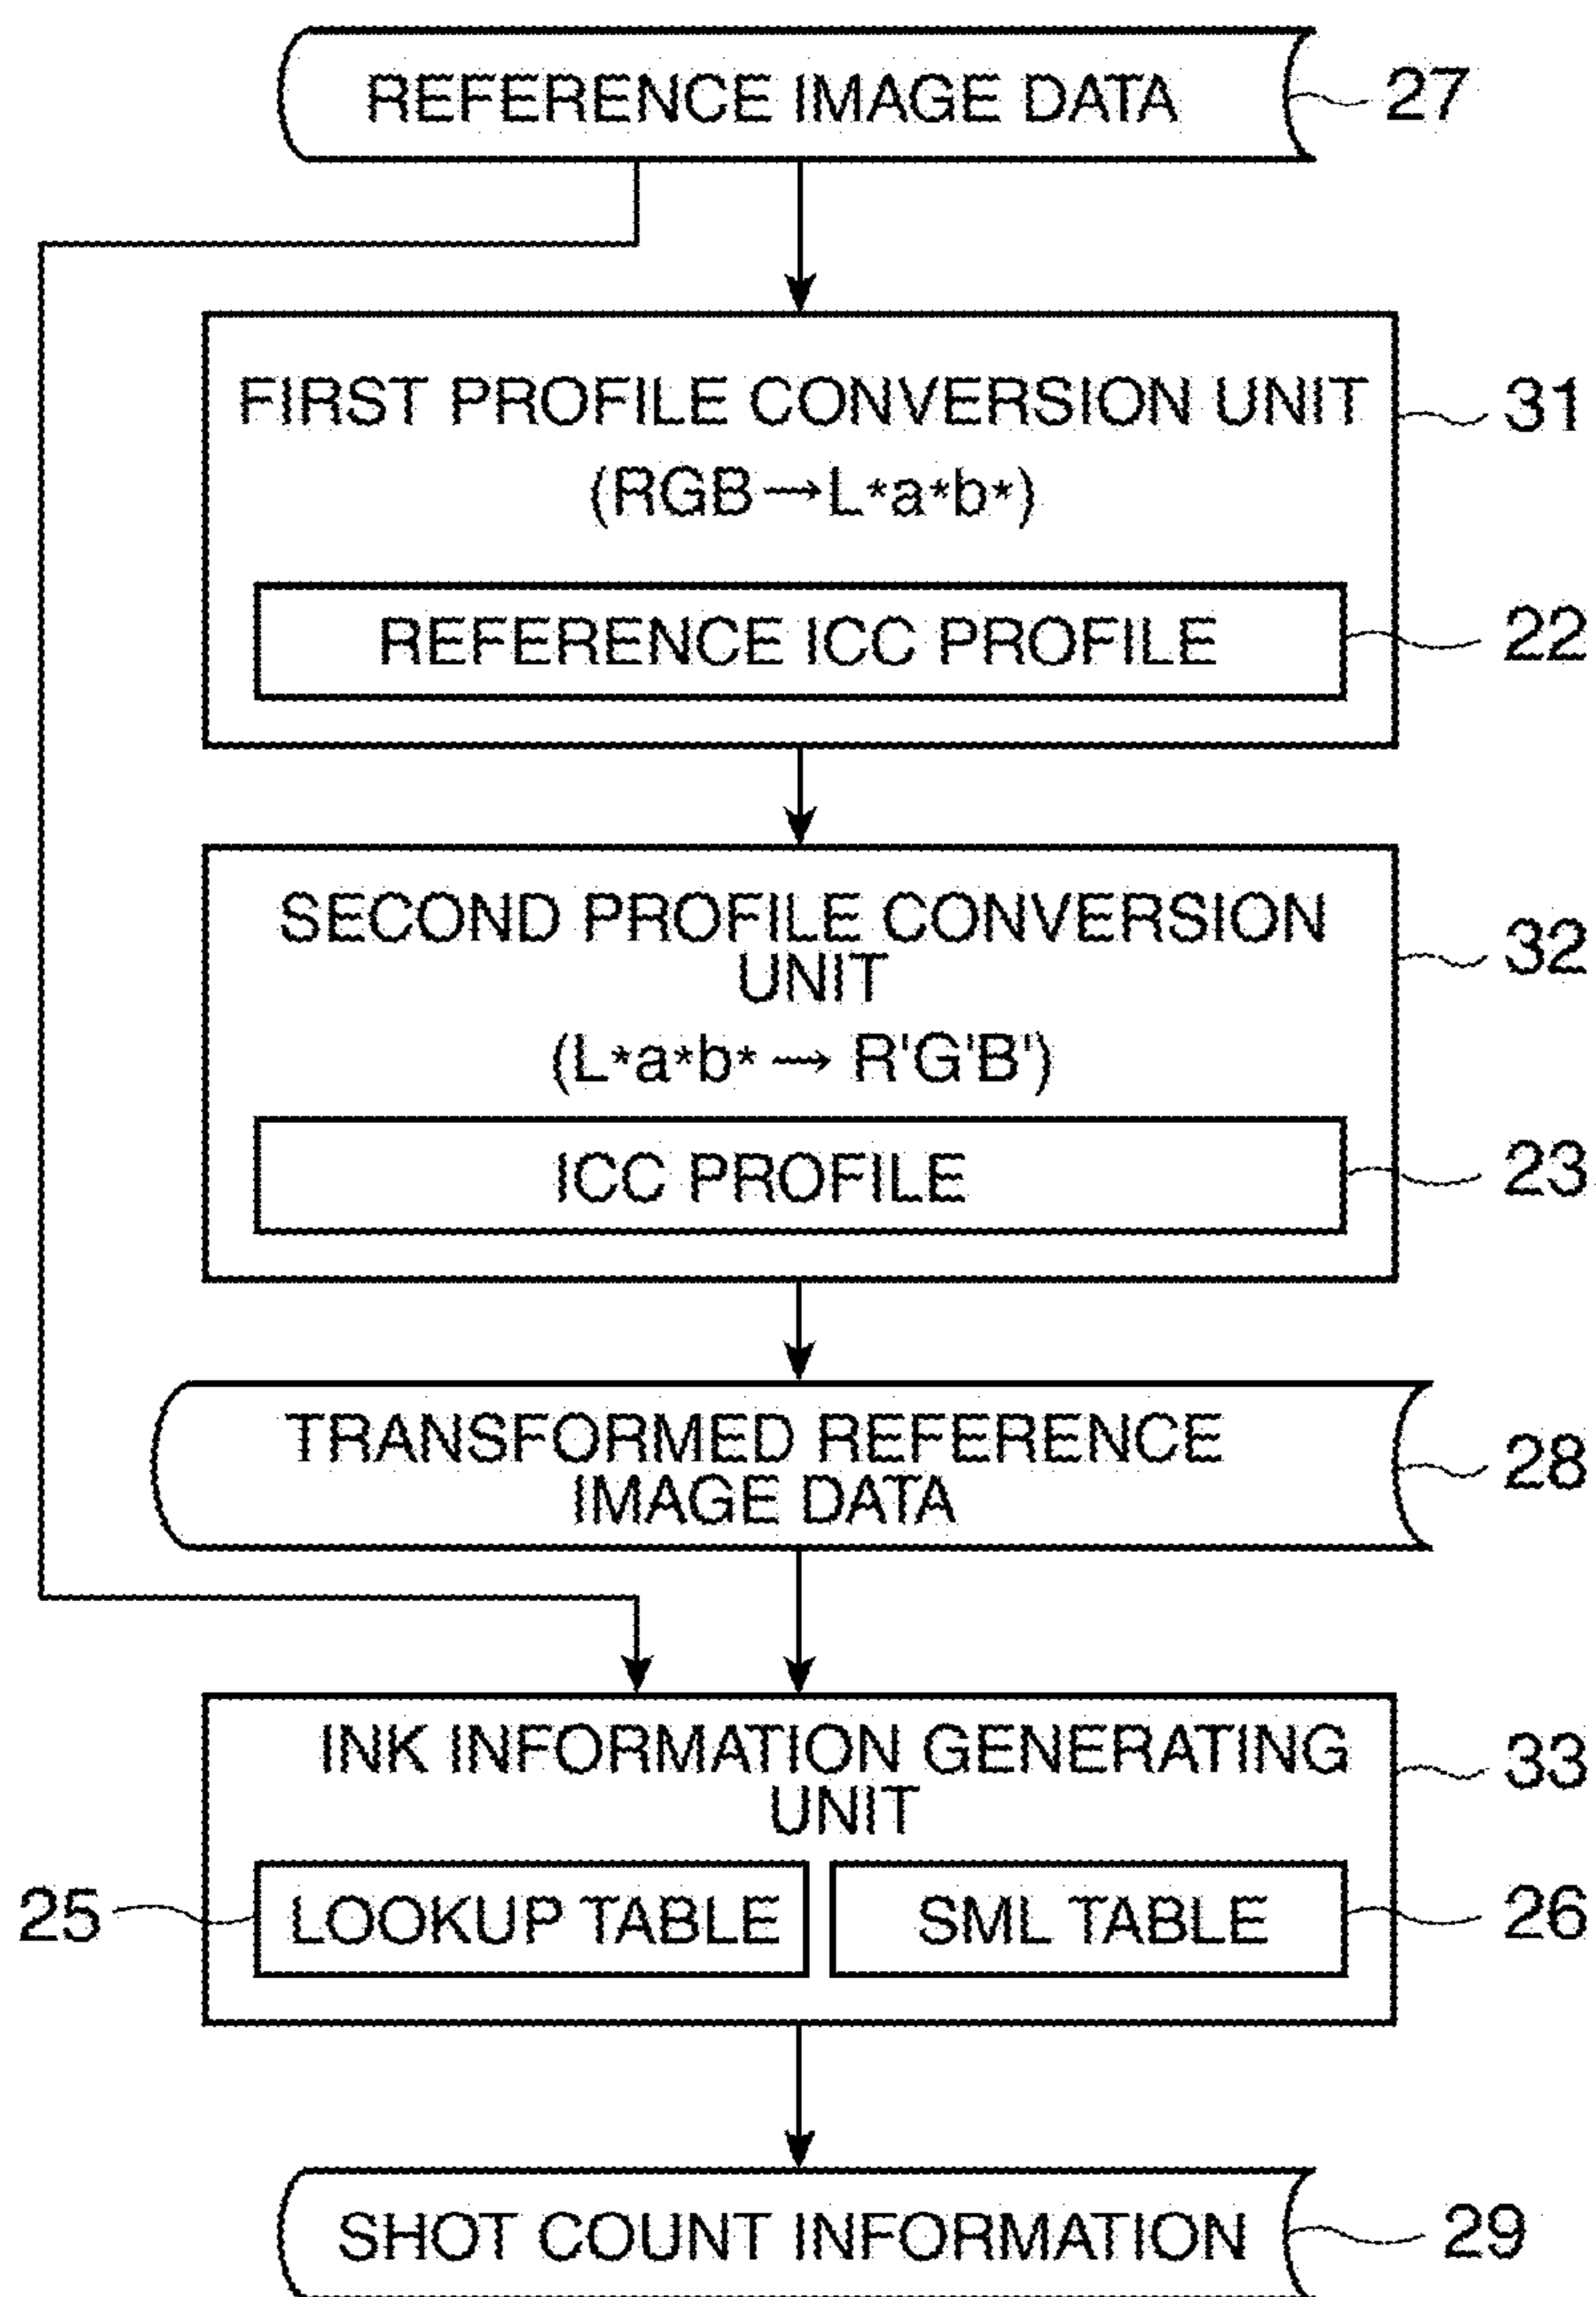 REFERENCE IMAGE DATA
27
FIRST PROFILE CONVERSION UNIT
31
(RGB→L*a*b*)
REFERENCE ICC PROFILE
22
SECOND PROFILE CONVERSION
UNIT
32
(L*a*b*→ R'G'B')
ICC PROFILE
23
TRANSFORMED REFERENCE
IMAGE DATA
28
INK INFORMATION GENERATING
UNIT
33
25
LOOKUP TABLE
SML TABLE
26
SHOT COUNT INFORMATION
29